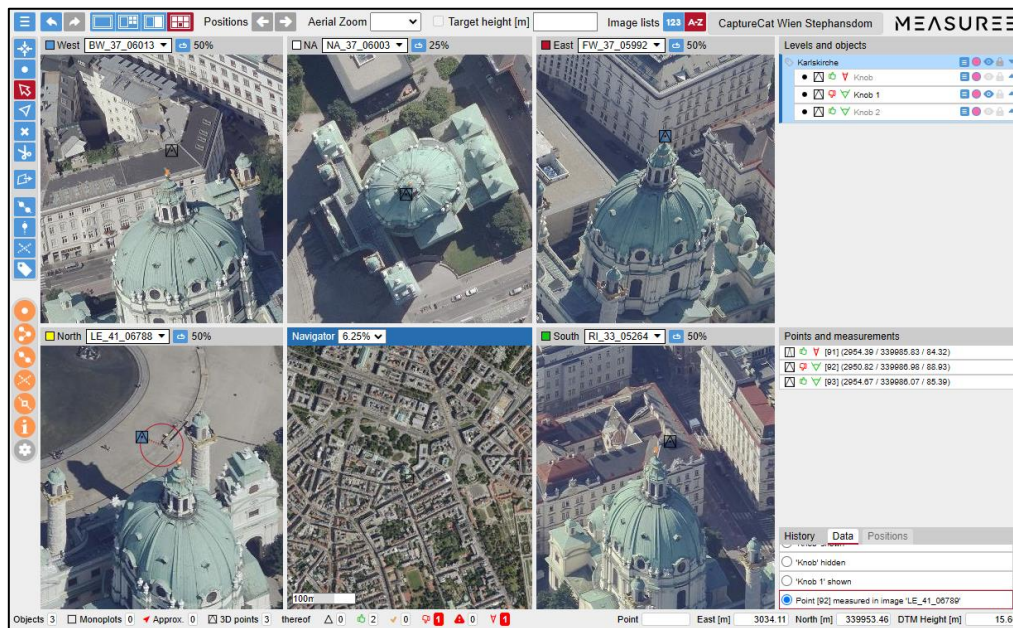 Positions Aerial Zoom Target height [m] Image lists 123 A-Z CaptureCat Wien Stephansdom MEASUREE
West BW_37_06013 50%
NA NA_37_06003 25%
East FW_37_05992 50%
Levels and objects
Karlskirche
Knob
Knob 1
Knob 2
North LE_41_06788 50%
Navigator 6.25%
South RI_33_05264 50%
Points and measurements
[91] (2954.39 / 339985.83 / 84.32)
[92] (2950.82 / 339986.98 / 88.93)
[93] (2954.67 / 339986.07 / 85.39)
100m
History Data Positions
'Knob' hidden
'Knob 1' shown
Point [92] measured in image 'LE_41_06789'
Objects 3 Monoplots 0 Approx. 0 3D points 3 thereof 0 2 0 1 0 1 Point East [m] 3034.11 North [m] 339953.46 DTM Height [m] 15.6